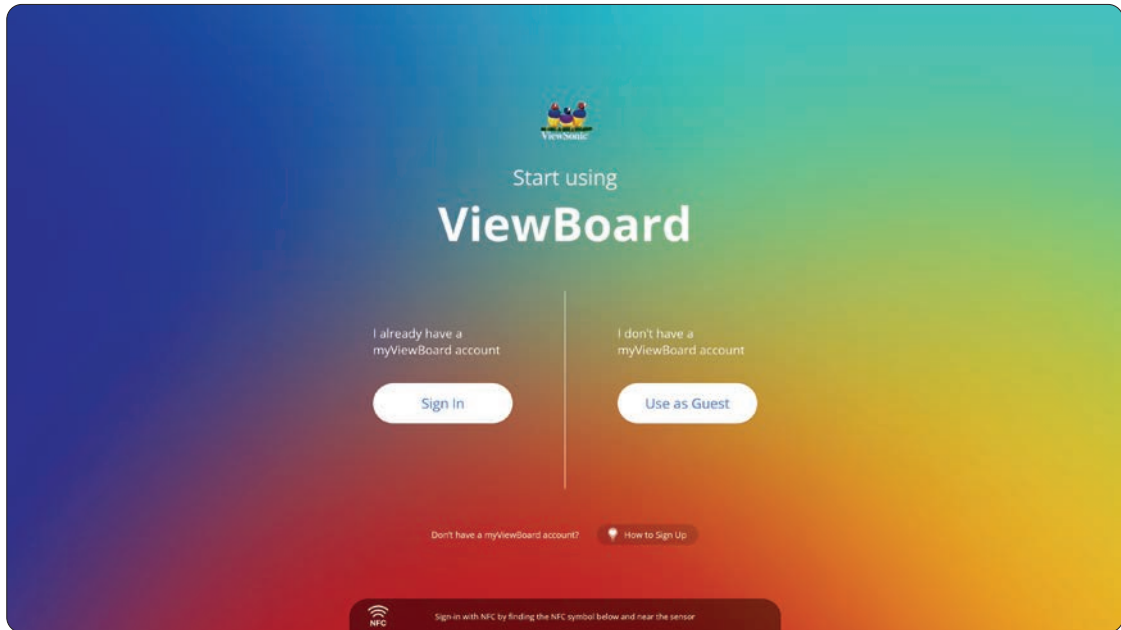 ViewSonic
Start using
ViewBoard
I already have a
myViewBoard account
Sign In
I don't have a
myViewBoard account
Use as Guest
Don't have a myViewBoard account?
How to Sign Up
NFC
Sign-in with NFC by finding the NFC symbol below and near the sensor